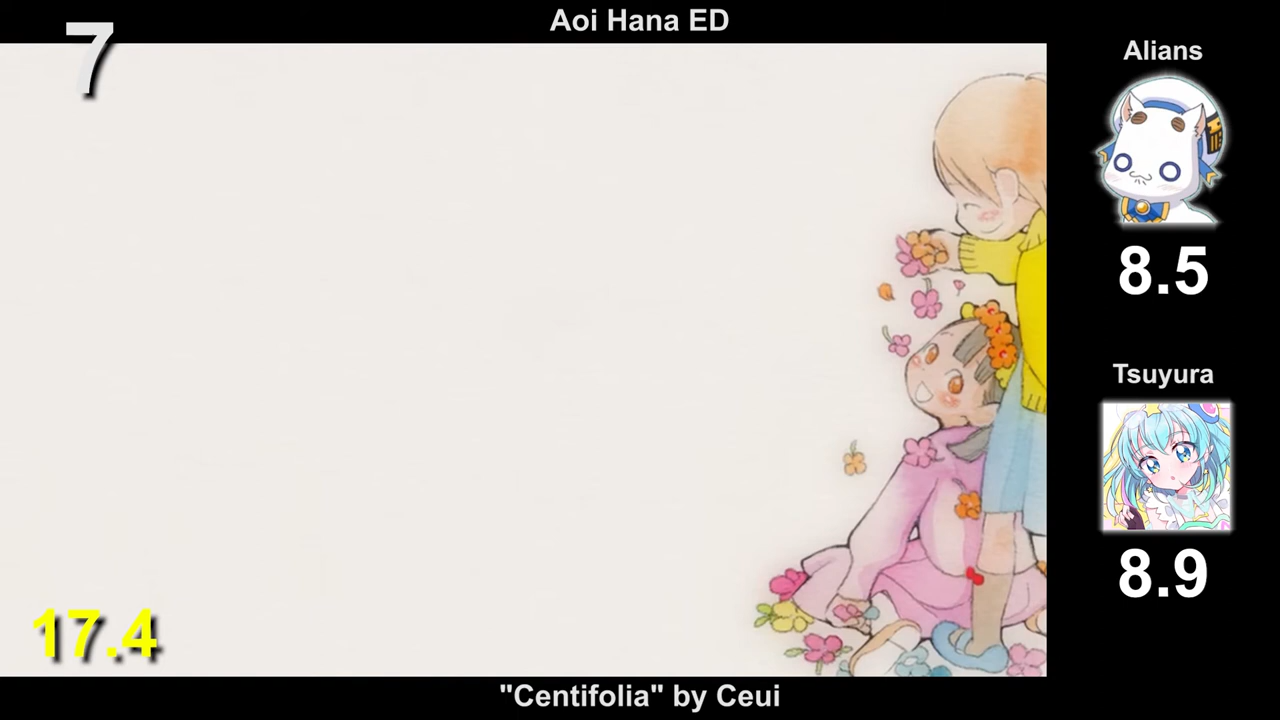 Aoi Hana ED
7
Alians
8.5
Tsuyura
8.9
17.4
"Centifolia" by Ceui